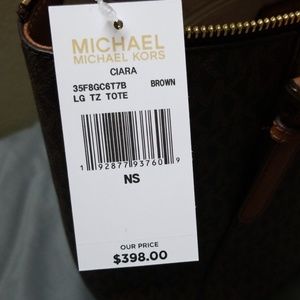 MICHAEL
MICHAEL KORS
CIARA
35F8GC6T7B BROWN
LG TZ TOTE
1 92877 93760 9
NS
OUR PRICE
$398.00